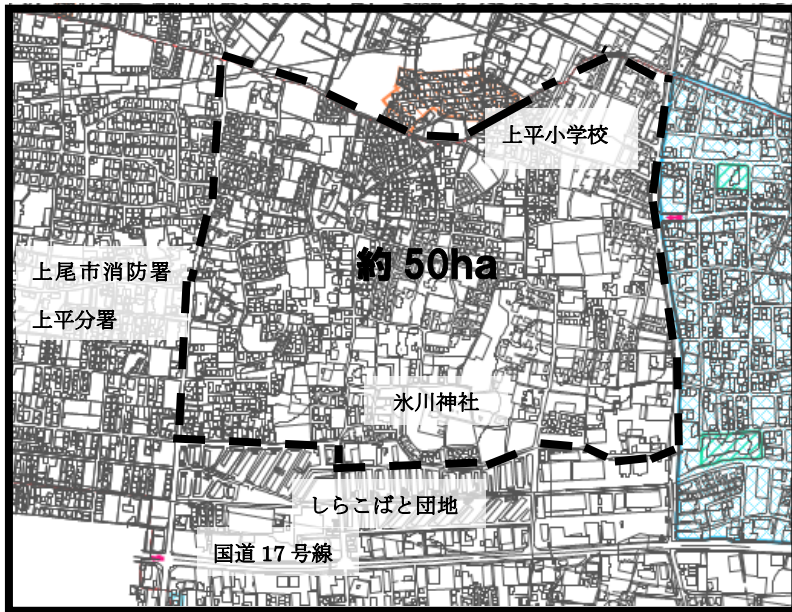 上平小学校
約 50ha
上尾市消防署
上平分署
氷川神社
しらこばと団地
国道 17 号線